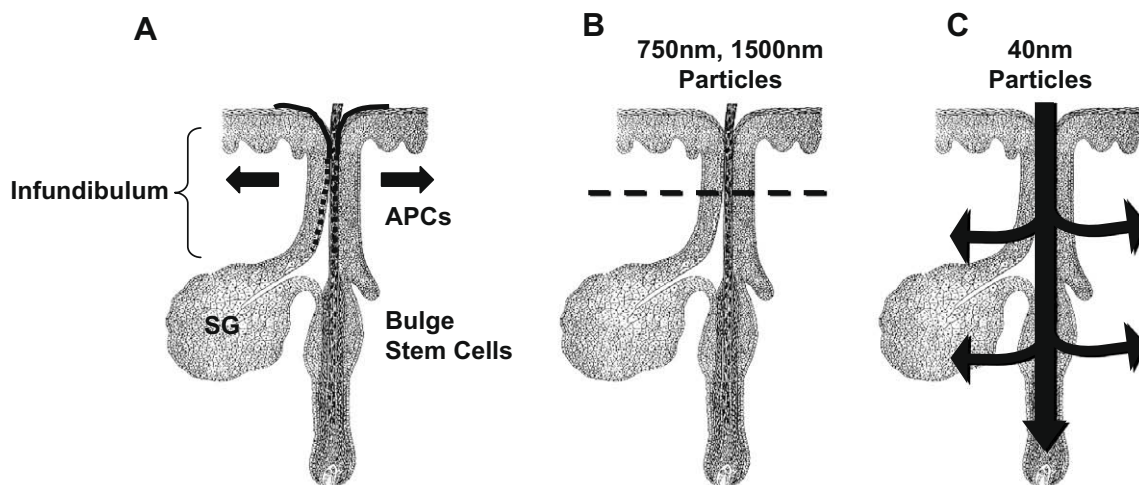 A
Infundibulum
APCs
SG
Bulge
Stem Cells
B
750nm, 1500nm
Particles
C
40nm
Particles